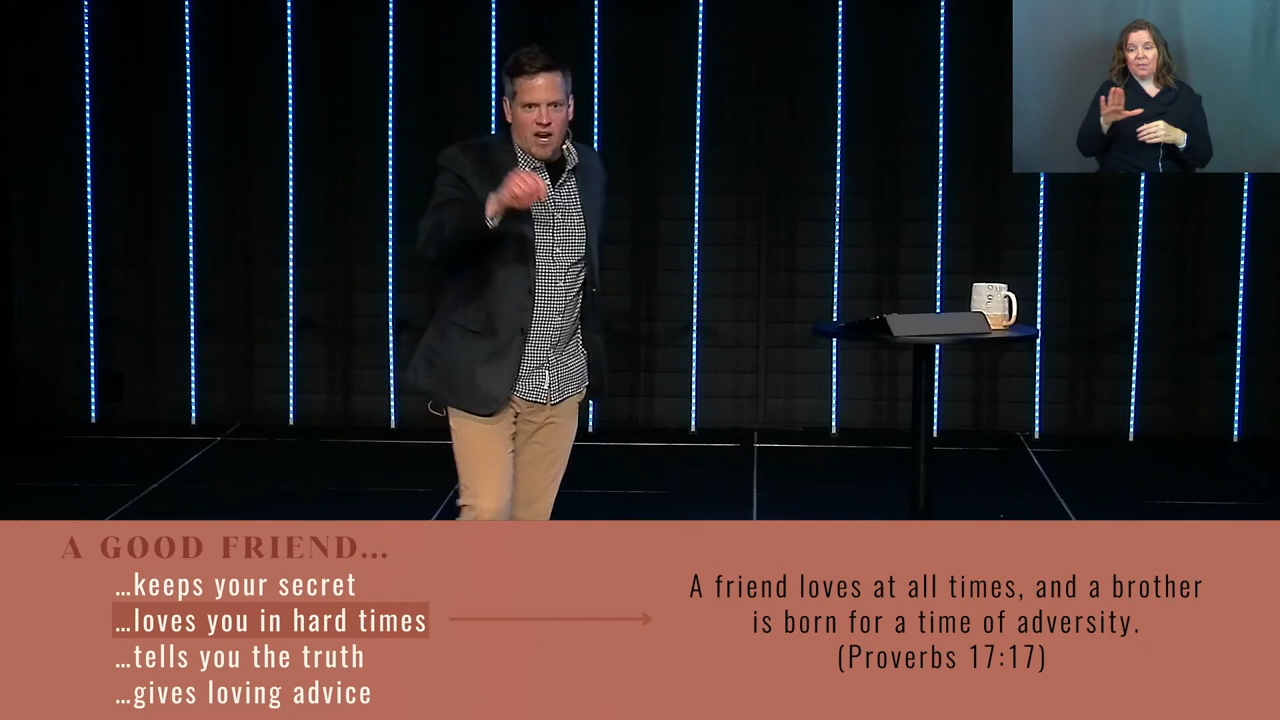 A GOOD FRIEND...
...keeps your secret
...loves you in hard times
...tells you the truth
...gives loving advice
A friend loves at all times, and a brother
is born for a time of adversity.
(Proverbs 17:17)